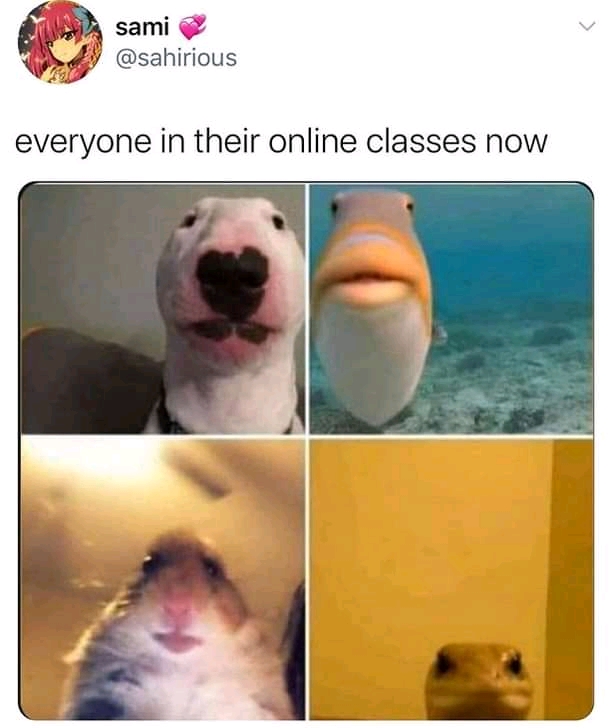 sami 💞
@sahirious
everyone in their online classes now